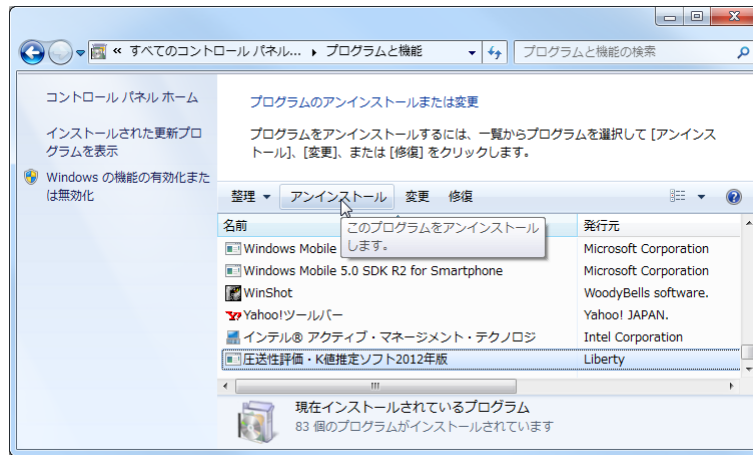 « すべてのコントロール パネル... ▸ プログラムと機能
プログラムと機能の検索
コントロール パネル ホーム
インストールされた更新プロ
グラムを表示
Windows の機能の有効化また
は無効化
プログラムのアンインストールまたは変更
プログラムをアンインストールするには、一覧からプログラムを選択して [アンインス
トール]、[変更]、または [修復] をクリックします。
整理 アンインストール 変更 修復
名前 発行元
このプログラムをアンインストール
します。
Windows Mobile Microsoft Corporation
Windows Mobile 5.0 SDK R2 for Smartphone Microsoft Corporation
WinShot WoodyBells software.
Yahoo!ツールバー Yahoo! JAPAN.
インテル® アクティブ・マネージメント・テクノロジ Intel Corporation
圧送性評価・K値推定ソフト2012年版 Liberty
現在インストールされているプログラム
83 個のプログラムがインストールされています